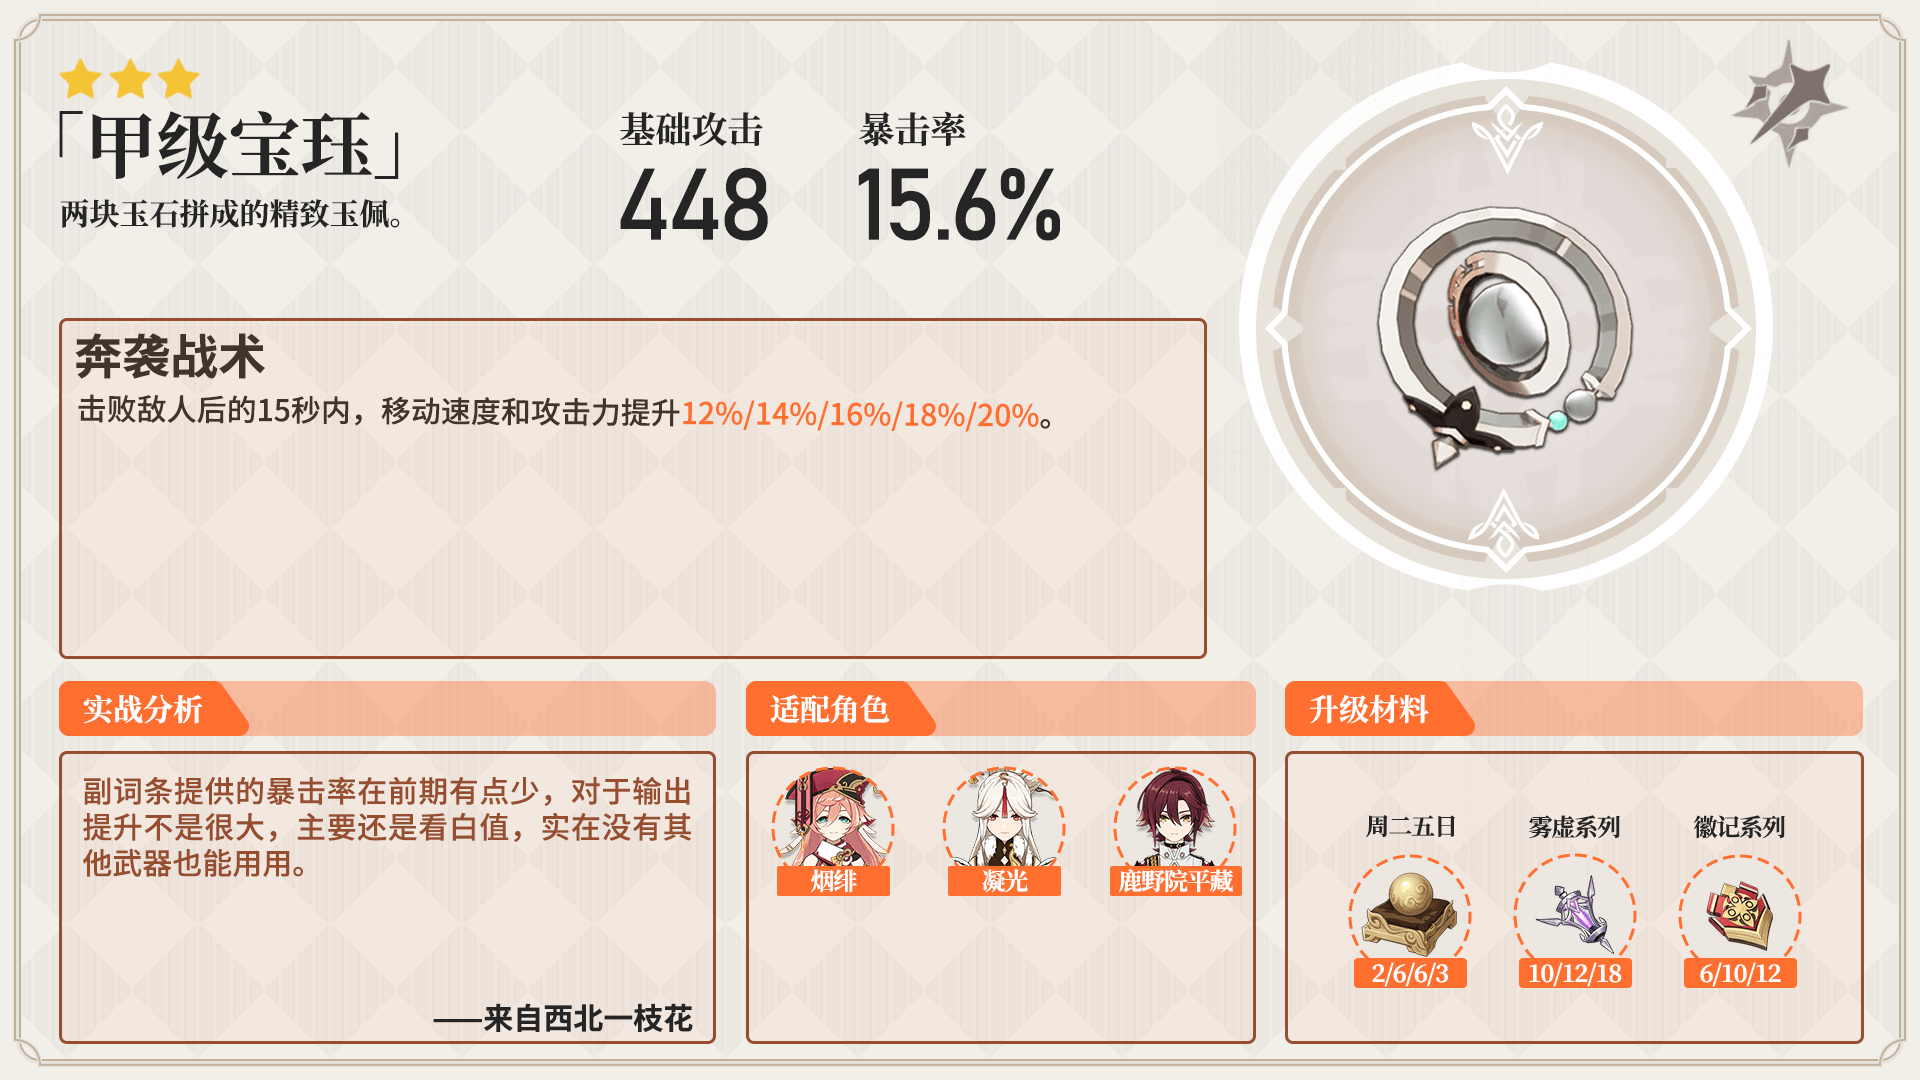 「甲级宝珏」
两块玉石拼成的精致玉佩。
基础攻击
448
暴击率
15.6%
奔袭战术
击败敌人后的15秒内，移动速度和攻击力提升12%/14%/16%/18%/20%。
实战分析
副词条提供的暴击率在前期有点少，对于输出
提升不是很大，主要还是看白值，实在没有其
他武器也能用用。
——来自西北一枝花
适配角色
烟绯
凝光
鹿野院平藏
升级材料
周二五日
雾虚系列
徽记系列
2/6/6/3
10/12/18
6/10/12